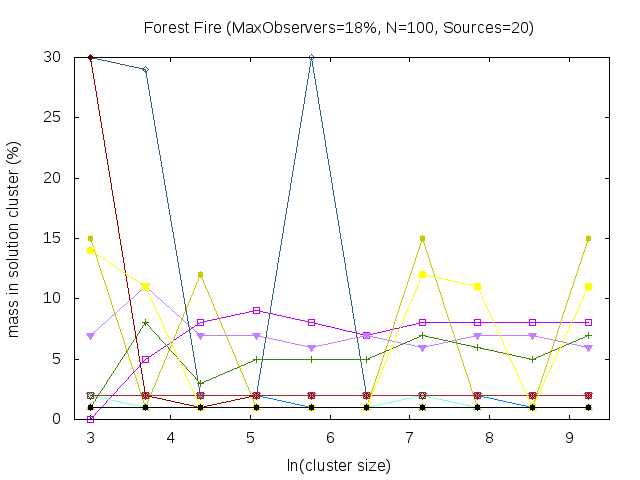 Forest Fire (MaxObservers=18%, N=100, Sources=20)
mass in solution cluster (%)
30
25
20
15
10
5
0
3 4 5 6 7 8 9
ln(cluster size)